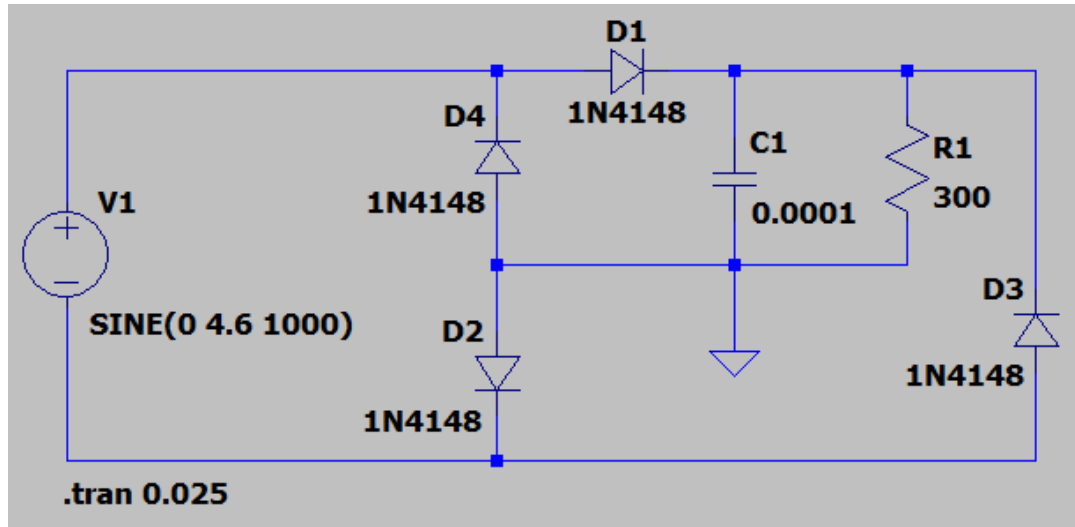 D1
1N4148
D4
1N4148
C1
0.0001
R1
300
V1
SINE(0 4.6 1000)
D2
1N4148
D3
1N4148
.tran 0.025